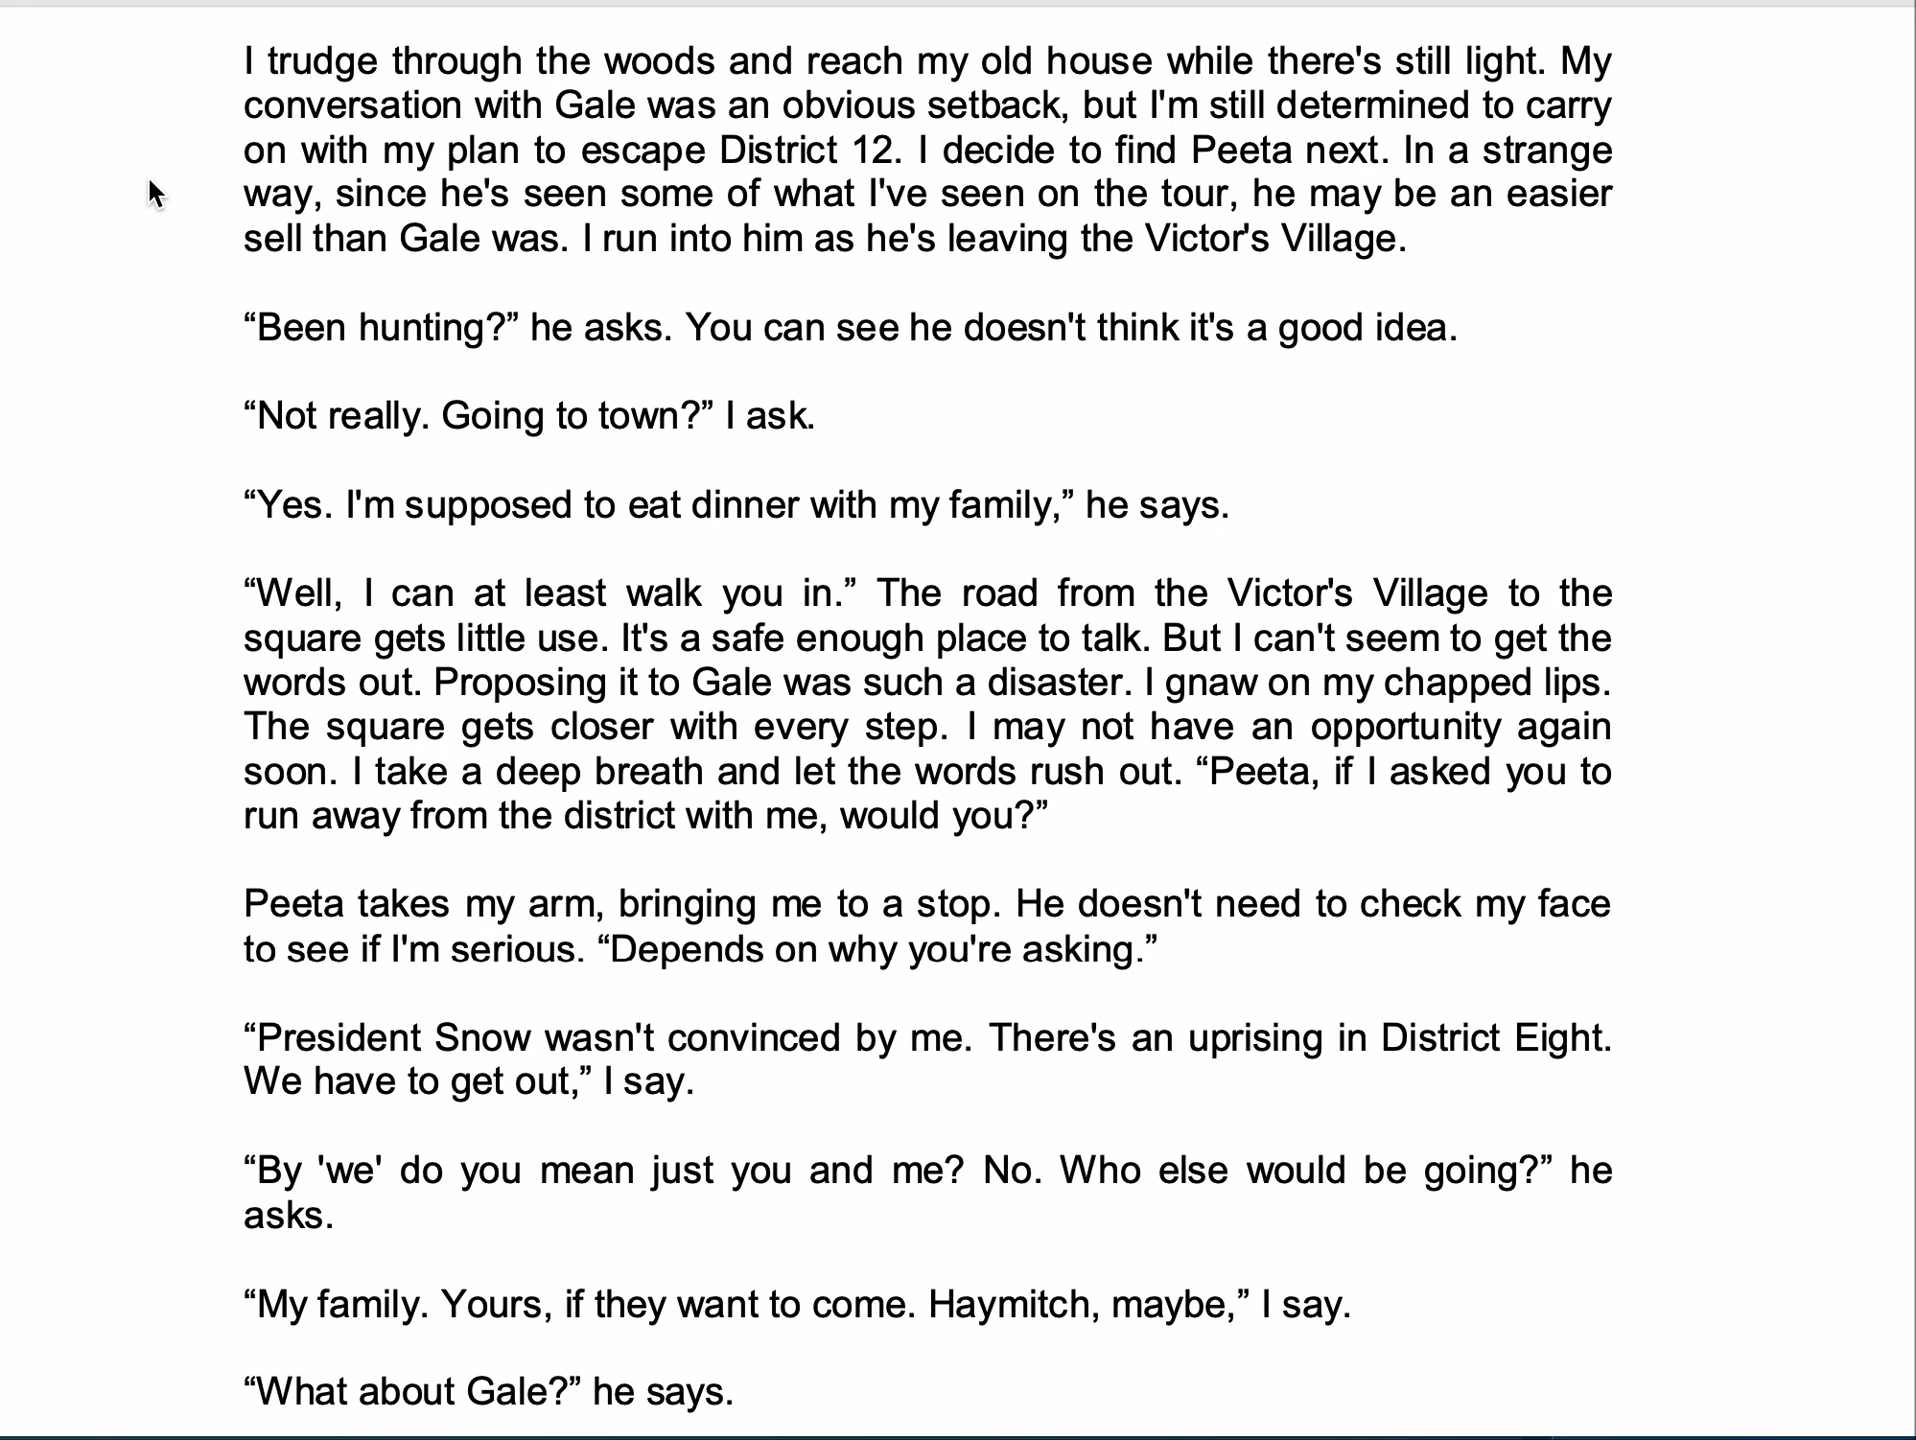 I trudge through the woods and reach my old house while there's still light. My
conversation with Gale was an obvious setback, but I'm still determined to carry
on with my plan to escape District 12. I decide to find Peeta next. In a strange
way, since he's seen some of what I've seen on the tour, he may be an easier
sell than Gale was. I run into him as he's leaving the Victor's Village.
“Been hunting?” he asks. You can see he doesn't think it's a good idea.
“Not really. Going to town?” I ask.
“Yes. I'm supposed to eat dinner with my family,” he says.
“Well, I can at least walk you in.” The road from the Victor's Village to the
square gets little use. It's a safe enough place to talk. But I can't seem to get the
words out. Proposing it to Gale was such a disaster. I gnaw on my chapped lips.
The square gets closer with every step. I may not have an opportunity again
soon. I take a deep breath and let the words rush out. “Peeta, if I asked you to
run away from the district with me, would you?”
Peeta takes my arm, bringing me to a stop. He doesn't need to check my face
to see if I'm serious. “Depends on why you're asking.”
“President Snow wasn't convinced by me. There's an uprising in District Eight.
We have to get out,” I say.
“By 'we' do you mean just you and me? No. Who else would be going?” he
asks.
“My family. Yours, if they want to come. Haymitch, maybe,” I say.
“What about Gale?” he says.